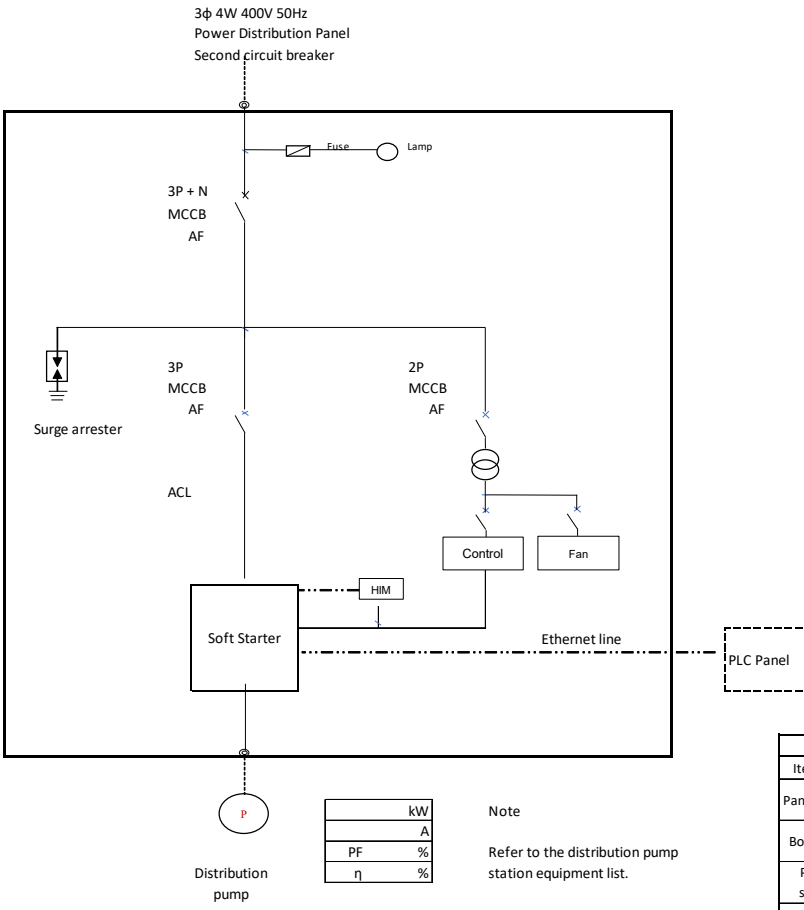 3ф 4W 400V 50Hz
Power Distribution Panel
Second circuit breaker
Fuse
Lamp
3P + N
MCCB
AF
3P
MCCB
AF
2P
MCCB
AF
Surge arrester
ACL
Control
Fan
HIM
Soft Starter
Ethernet line
PLC Panel
P
Distribution
pump
kW
A
PF %
η %
Note
Refer to the distribution pump
station equipment list.